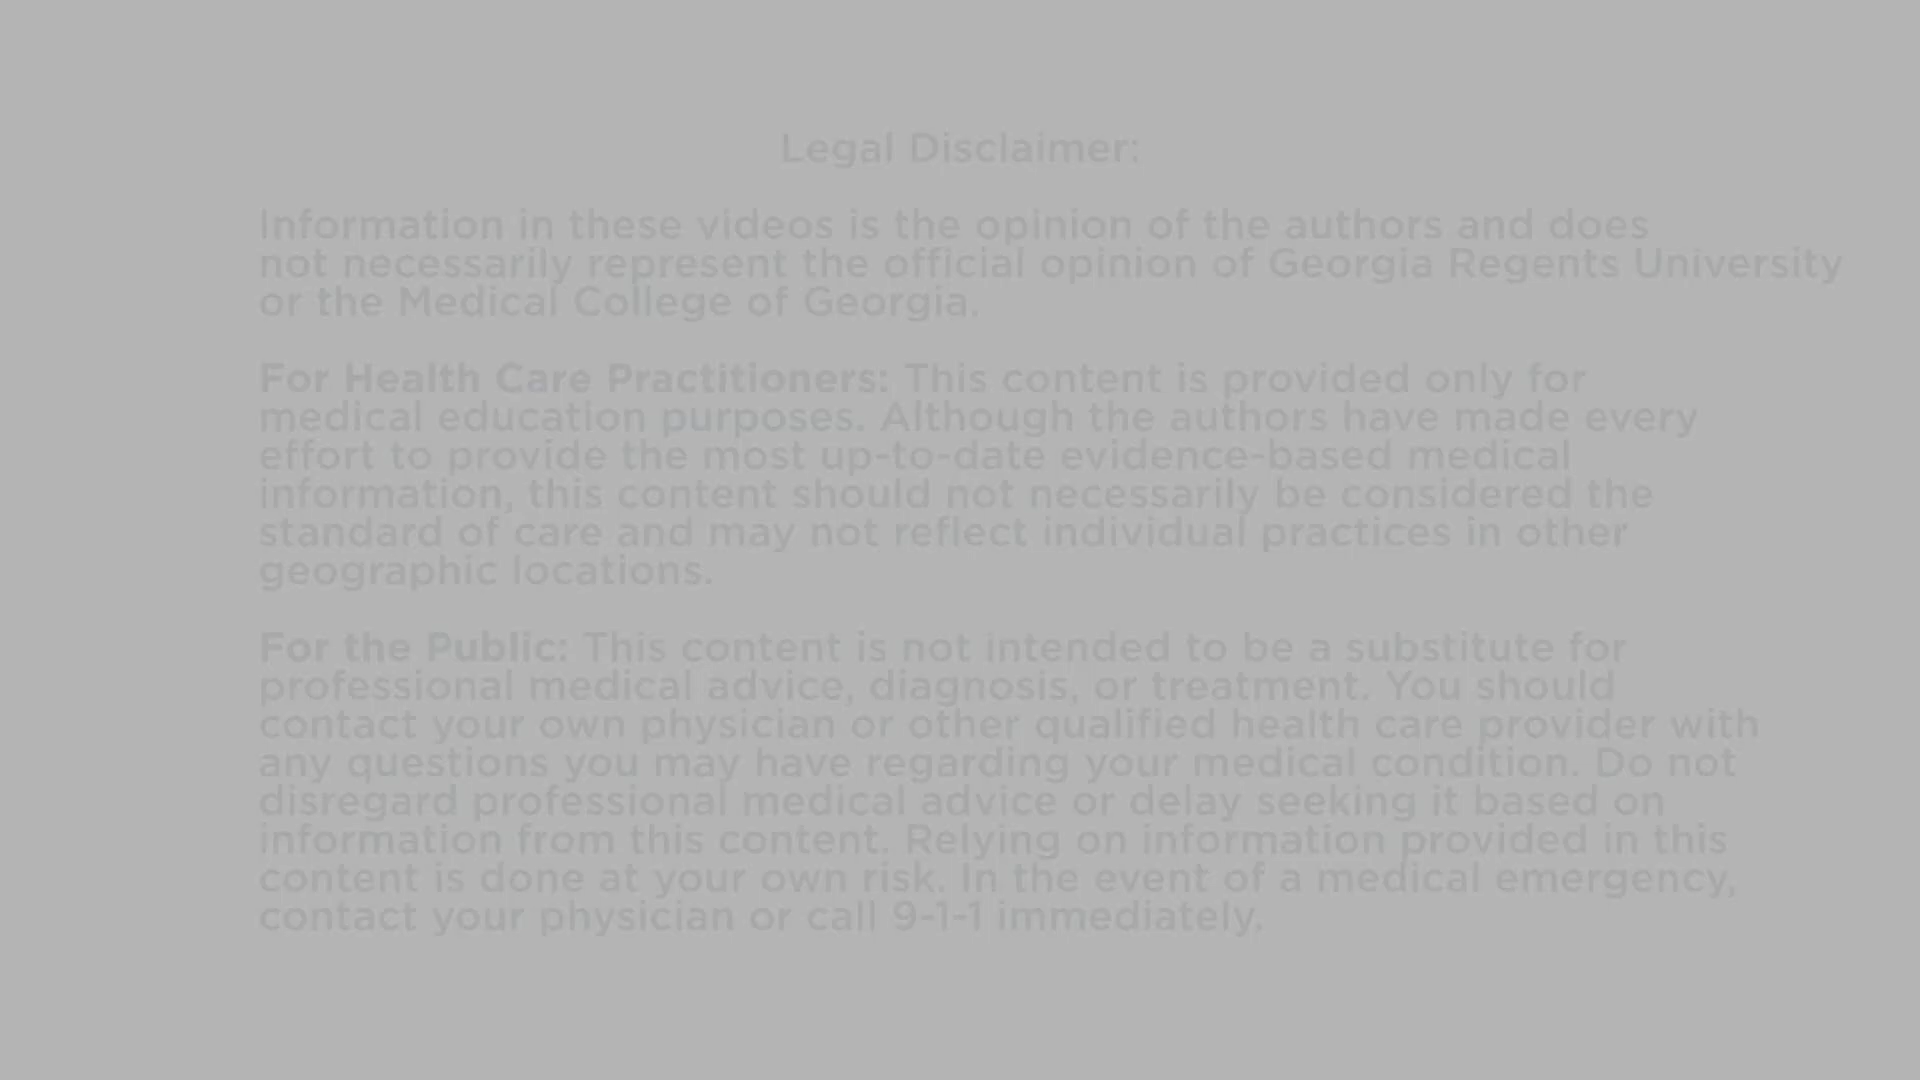 Legal Disclaimer:
Information in these videos is the opinion of the authors and does
not necessarily represent the official opinion of Georgia Regents University
or the Medical College of Georgia.
For Health Care Practitioners: This content is provided only for
medical education purposes. Although the authors have made every
effort to provide the most up-to-date evidence-based medical
information, this content should not necessarily be considered the
standard of care and may not reflect individual practices in other
geographic locations.
For the Public: This content is not intended to be a substitute for
professional medical advice, diagnosis, or treatment. You should
contact your own physician or other qualified health care provider with
any questions you may have regarding your medical condition. Do not
disregard professional medical advice or delay seeking it based on
information from this content. Relying on information provided in this
content is done at your own risk. In the event of a medical emergency,
contact your physician or call 9-1-1 immediately.